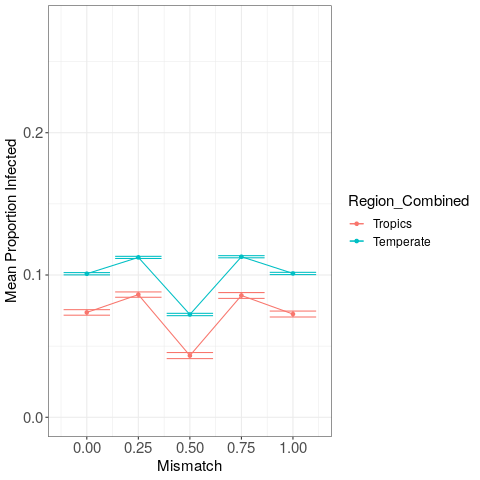 Mean Proportion Infected
0.2
0.1
0.0
0.00 0.25 0.50 0.75 1.00
Mismatch
Region_Combined
Tropics
Temperate